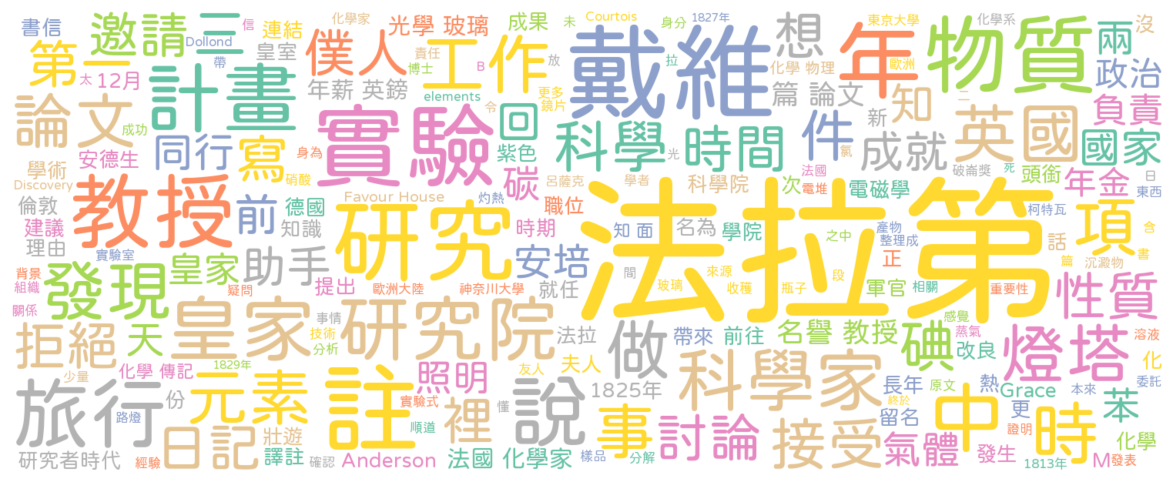 書信
邀請
三
信
連結
化學家
光學 玻璃
成果
未
Courtois
身分
1827年
東京大學
化學系
沒
第一
Dollond
皇室
僕人
工作
戴維
想
年
物質
兩
帶
責任
博士
B
放
拉
化學 物理
歐洲
政治
太
12月
計畫
年薪 英鎊
elements
更多
鏡片
篇 論文
知
二
負責
論文
成功
實驗
回
令
科學
時間
件
新
英國
國家
安德生
同行
寫
身為
紫色
光
氯
成就
學術
硝酸
碳
呂薩克
學者
科學院
次
法國
電堆
電磁學
破崙獎
死
頭銜
日
東西
Discovery
教授
灼熱
年金
倫敦
前
德國
Favour House
職位
名為
學院
法拉第
柯特瓦
含
建議
知識
研究
時期
知 面
之中
產物
整理成
項
話
書
理由
實驗室
安培
間
正
篇
沉澱物
背景
組織
發現
皇家
助手
提出
歐洲大陸
神奈川大學
就任
玻璃
來源
收穫
瓶子
段
軍官
相關
重要性
性質
關係
疑問
皇家
研究院
事情
技術
分析
法拉
做
帶來
前往
名譽 教授
感覺
碘
蒸氣
改良
燈塔
溶液
拒絕
天
1829年
友人
夫人
科學家
化
少量
化學 傳記
照明
1825年
長年
原文
熱
Grace
本來
委託
旅行
元素
註
實驗式
裡
懂
說
終於
更
苯
路燈
份
順道
事
討論
接受
留名
中
時
證明
化學
研究者時代
經驗
日記
壯遊
譯註
確認
Anderson
法國 化學家
樣品
分解
氣體
發生
1813年
M
發表